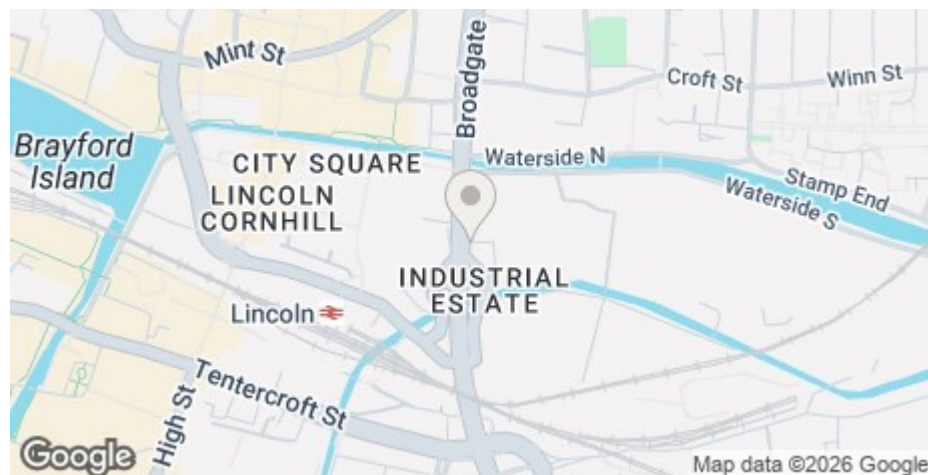 Mint St
Broadgate
Croft St
Winn St
Brayford
Island
CITY SQUARE
LINCOLN
CORNHILL
Waterside N
Stamp End
Waterside S
INDUSTRIAL
ESTATE
Lincoln
Tentercroft St
High St
Google
Map data ©2026 Google